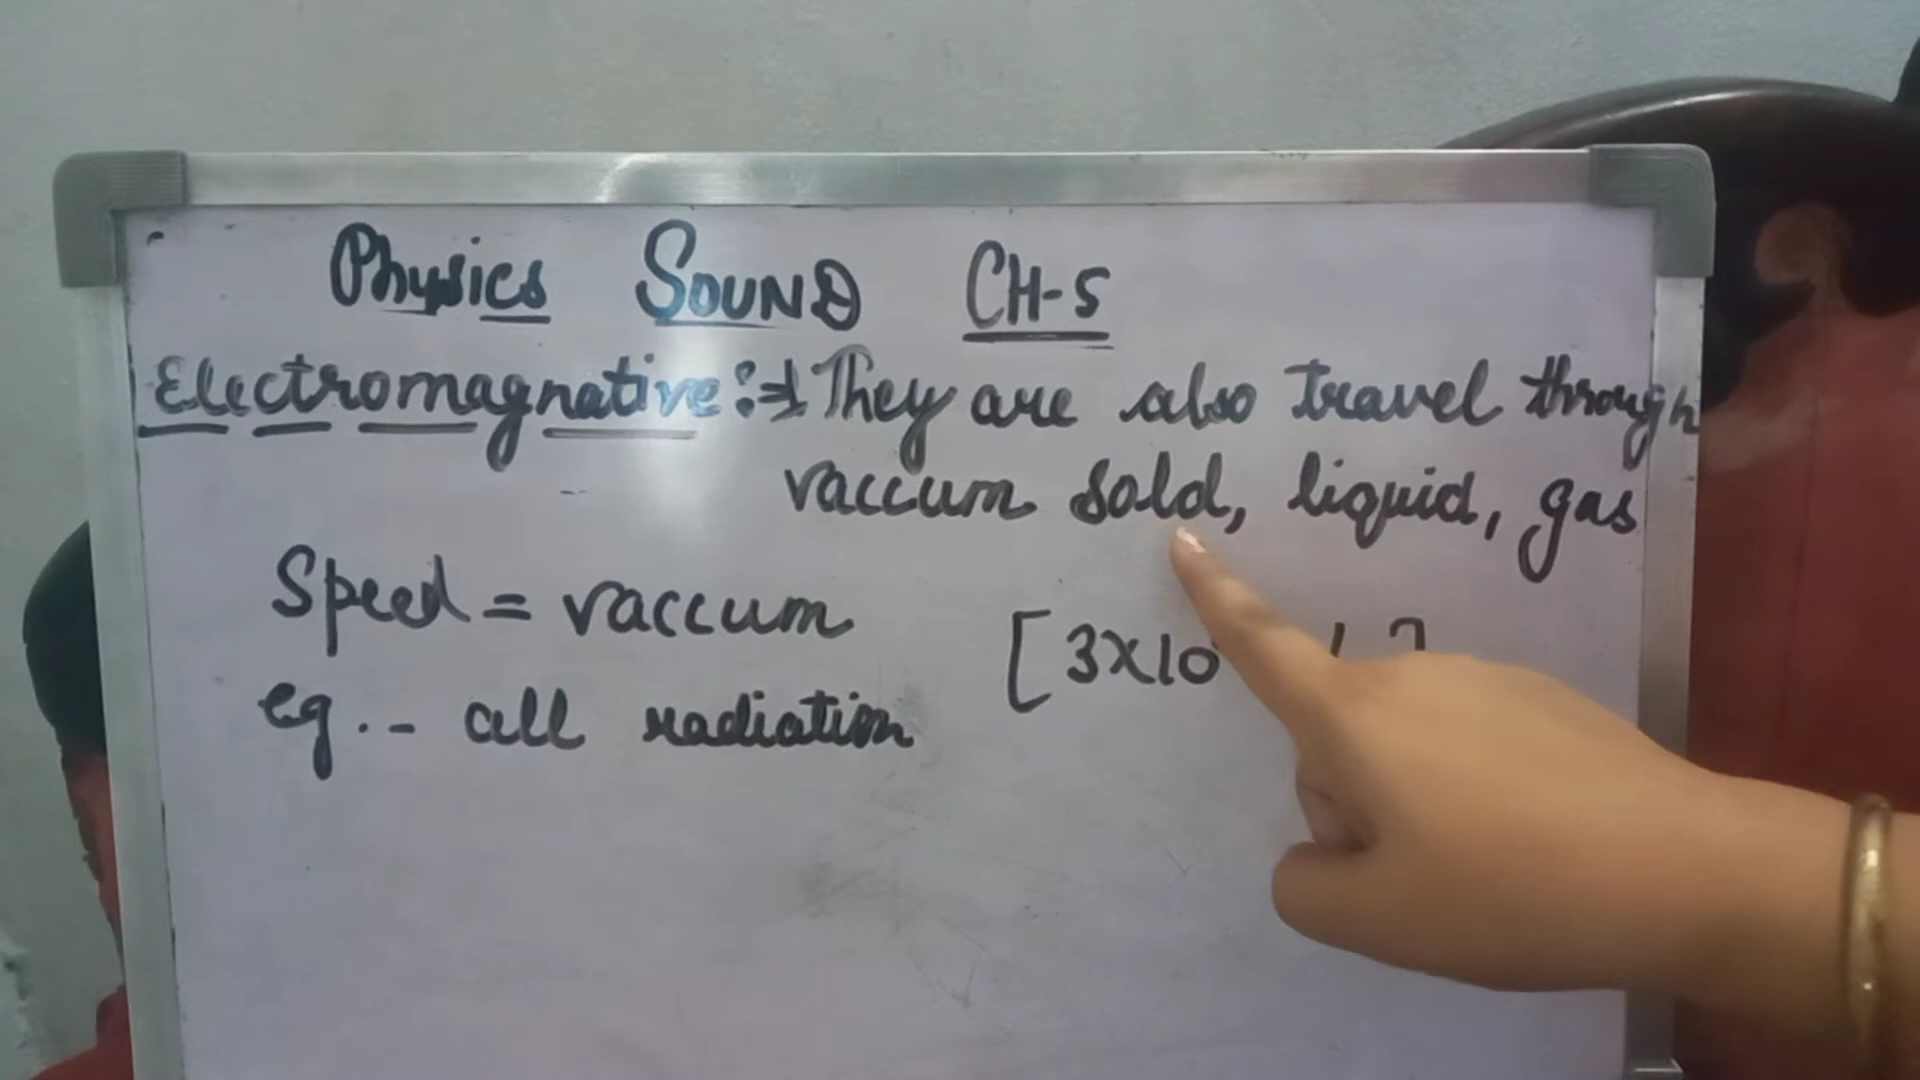 Physics SOUND CH-5
Electromagnative :⇒ They are also travel through
vaccum sold, liquid, gas
Speed = vaccum [3x10
eg.- all radiation